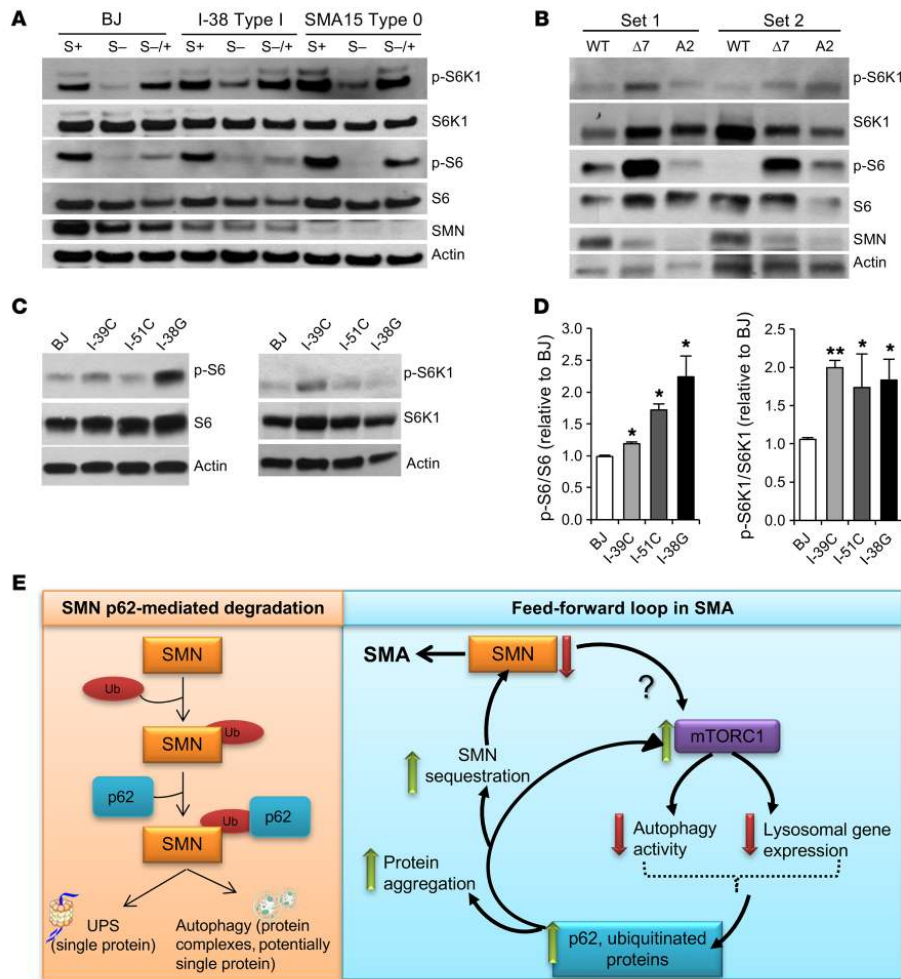 A
BJ I-38 Type I SMA15 Type 0
S+ S– S–/+ S+ S– S–/+ S+ S– S–/+
p-S6K1
S6K1
p-S6
S6
SMN
Actin
B
Set 1 Set 2
WT Δ7 A2 WT Δ7 A2
p-S6K1
S6K1
p-S6
S6
SMN
Actin
C
BJ I-39C I-51C I-38G
p-S6
S6
Actin
BJ I-39C I-51C I-38G
p-S6K1
S6K1
Actin
D
p-S6/S6 (relative to BJ)
3.0
2.5
2.0
1.5
1.0
0.5
0.0
* * *
BJ I-39C I-51C I-38G
p-S6K1/S6K1 (relative to BJ)
2.5
2.0
1.5
1.0
0.5
0.0
** * *
BJ I-39C I-51C I-38G
E
SMN p62-mediated degradation
SMN
Ub
SMN Ub
p62
SMN Ub p62
UPS
(single protein)
Autophagy (protein
complexes, potentially
single protein)
Feed-forward loop in SMA
SMA SMN
?
mTORC1
SMN
sequestration
Autophagy
activity
Lysosomal gene
expression
Protein
aggregation
p62, ubiquitinated
proteins